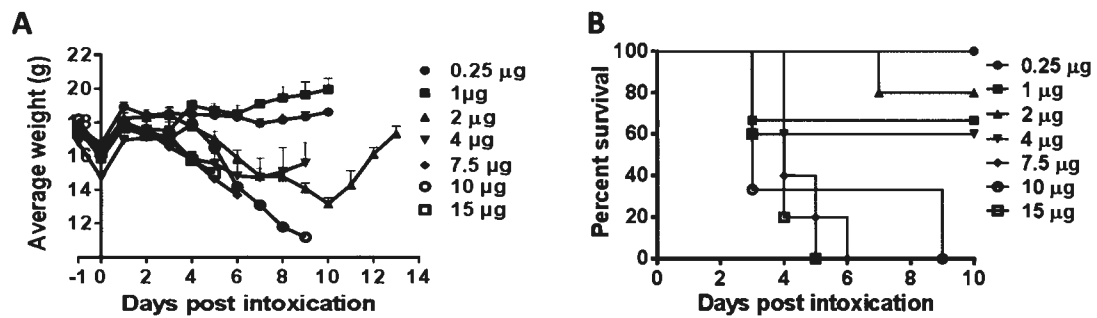 A
Average weight (g)
22
20
18
16
14
12
-1
0
2
4
6
8
10
12
14
Days post intoxication
0.25 µg
1µg
2 µg
4 µg
7.5 µg
10 µg
15 µg
B
Percent survival
100
80
60
40
20
0
0
2
4
6
8
10
Days post intoxication
0.25 µg
1 µg
2 µg
4 µg
7.5 µg
10 µg
15 µg